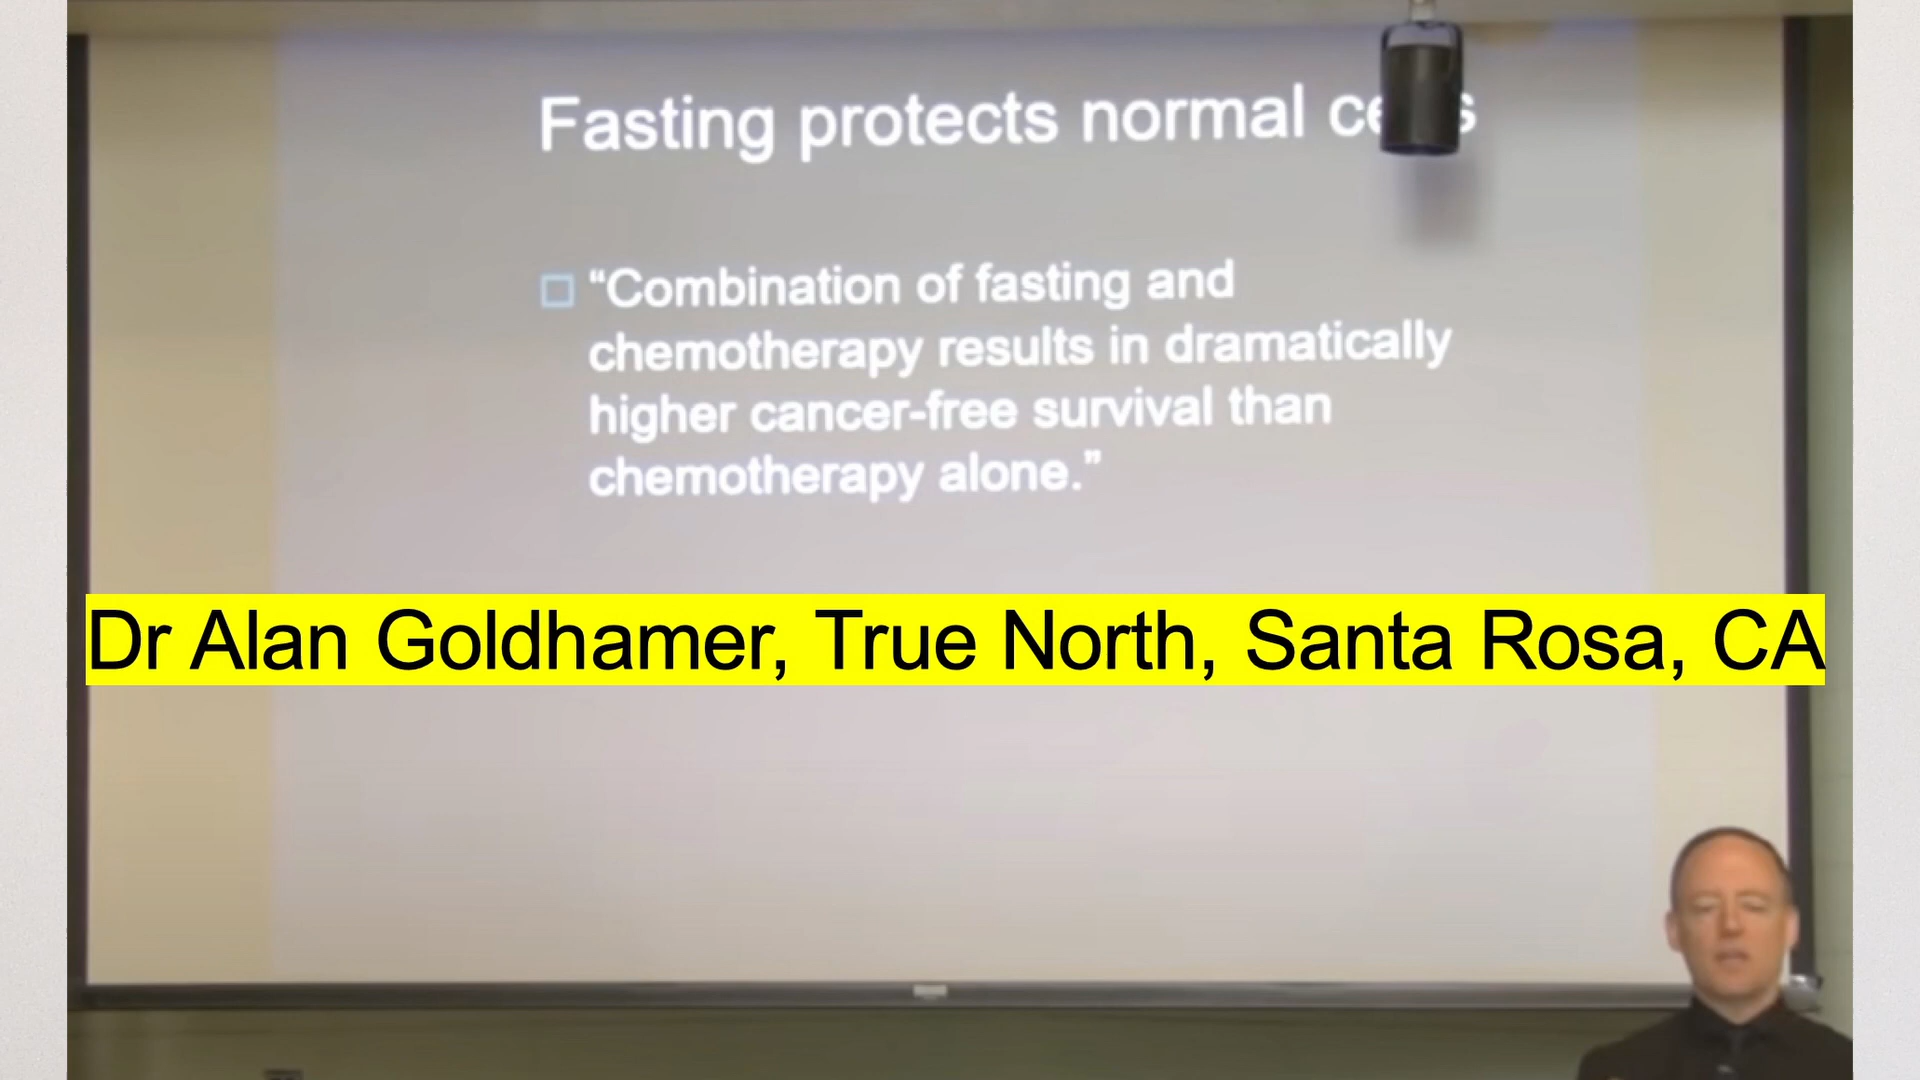 Fasting protects normal
“Combination of fasting and
chemotherapy results in dramatically
higher cancer-free survival than
chemotherapy alone.”
Dr Alan Goldhamer, True North, Santa Rosa, CA